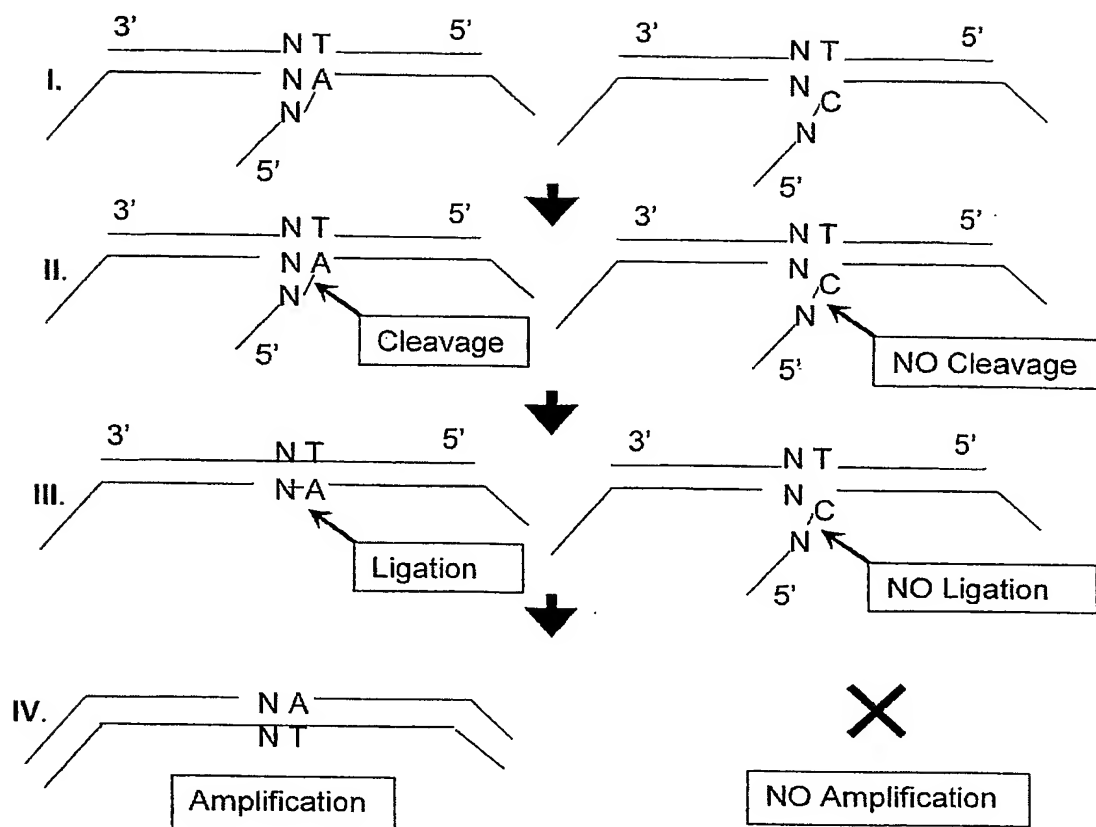 3' N T 5' 3' N T 5'
I. N A N C
N N
5' 5'
3' N T 5' 3' N T 5'
II. N A N C
N N
5' Cleavage 5' NO Cleavage
3' N T 5' 3' N T 5'
III. N-A N C
N
Ligation 5' NO Ligation
IV. N A
N T
Amplification NO Amplification